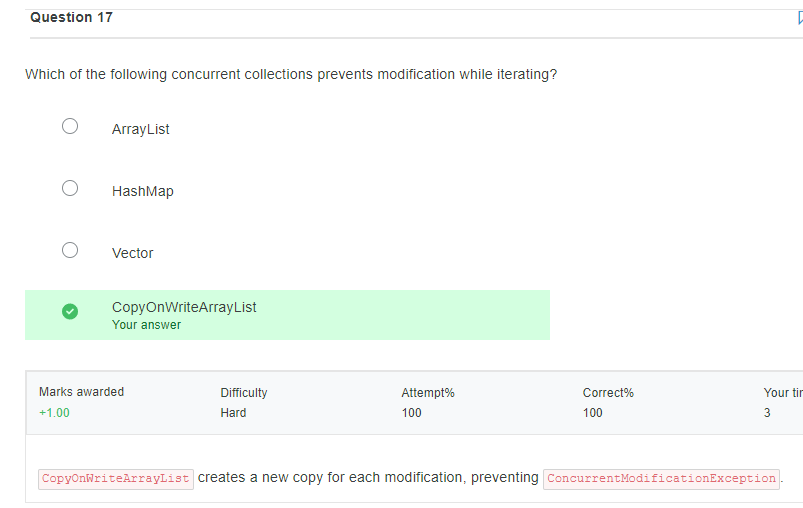 Question 17
Which of the following concurrent collections prevents modification while iterating?
ArrayList
HashMap
Vector
CopyOnWriteArrayList
Your answer
Marks awarded Difficulty Attempt% Correct%
+1.00 Hard 100 100 3
CopyOnWriteArrayList creates a new copy for each modification, preventing ConcurrentModificationException.